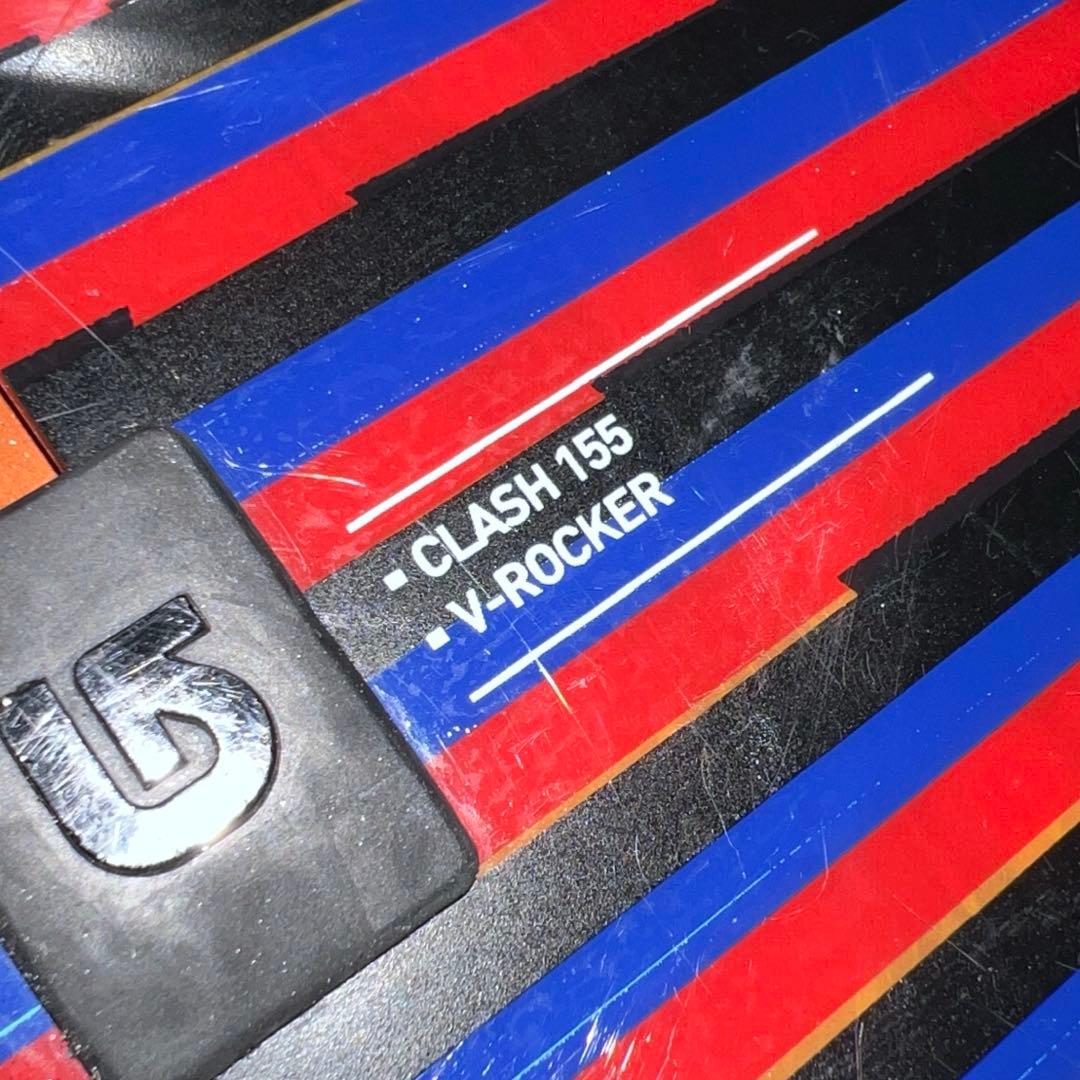 ▪ CLASH 155
▪ V-ROCKER